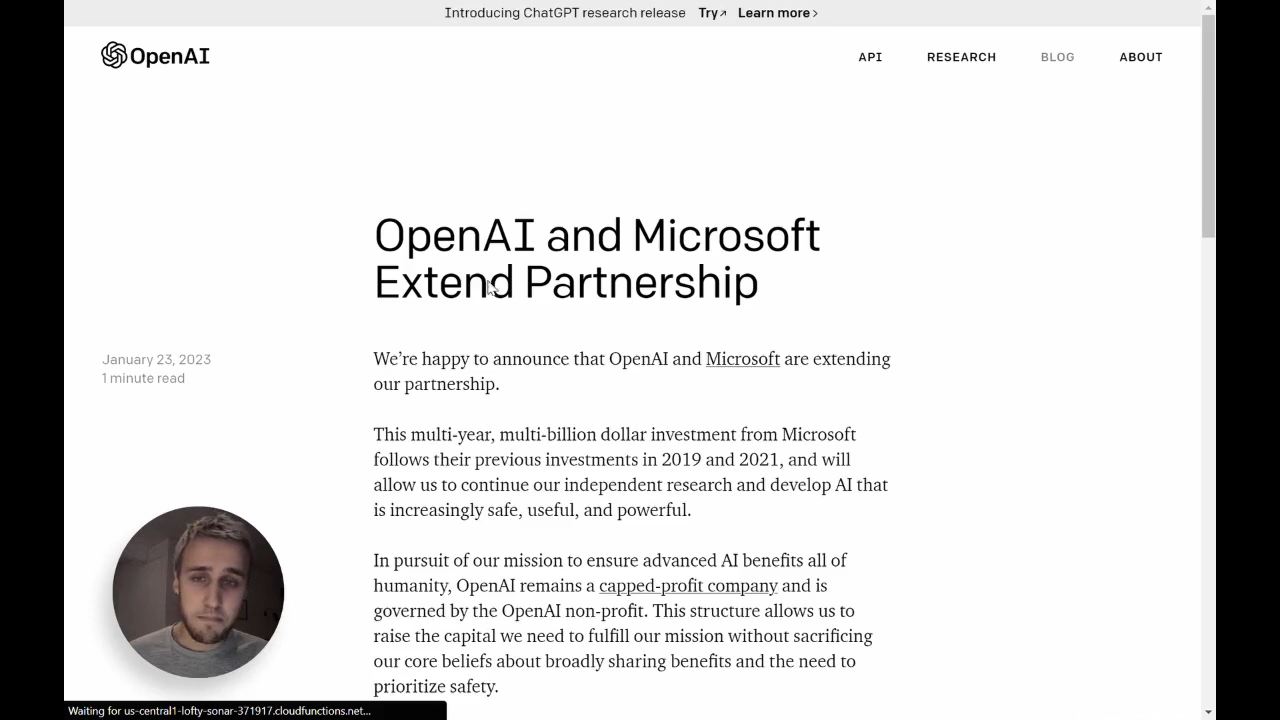 Introducing ChatGPT research release Try↗ Learn more ›
OpenAI
API RESEARCH BLOG ABOUT
OpenAI and Microsoft
Extend Partnership
January 23, 2023
1 minute read
We’re happy to announce that OpenAI and Microsoft are extending
our partnership.
This multi-year, multi-billion dollar investment from Microsoft
follows their previous investments in 2019 and 2021, and will
allow us to continue our independent research and develop AI that
is increasingly safe, useful, and powerful.
In pursuit of our mission to ensure advanced AI benefits all of
humanity, OpenAI remains a capped-profit company and is
governed by the OpenAI non-profit. This structure allows us to
raise the capital we need to fulfill our mission without sacrificing
our core beliefs about broadly sharing benefits and the need to
prioritize safety.
Waiting for us-central1-lofty-sonar-371917.cloudfunctions.net...